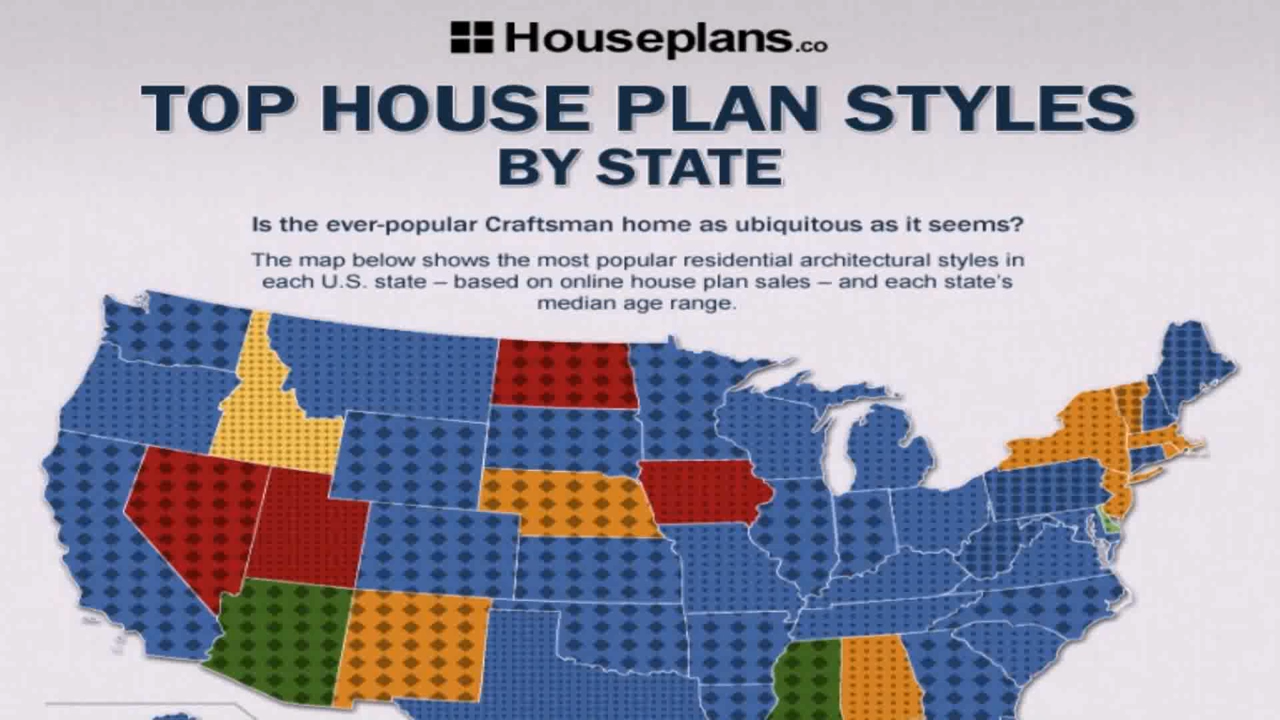 Houseplans.co
TOP HOUSE PLAN STYLES
BY STATE
Is the ever-popular Craftsman home as ubiquitous as it seems?
The map below shows the most popular residential architectural styles in
each U.S. state – based on online house plan sales – and each state's
median age range.